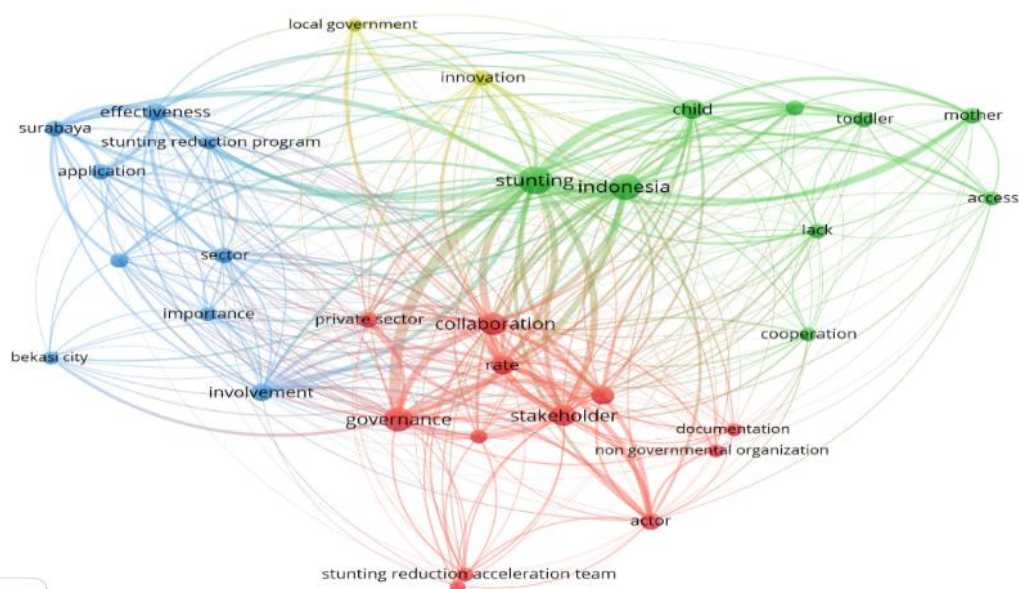 local government
innovation
effectiveness
child
mother
surabaya
toddler
stunting reduction program
application
stunting
indonesia
access
lack
sector
importance
private sector
collaboration
cooperation
bekasi city
rate
involvement
governance
stakeholder
documentation
non governmental organization
actor
stunting reduction acceleration team